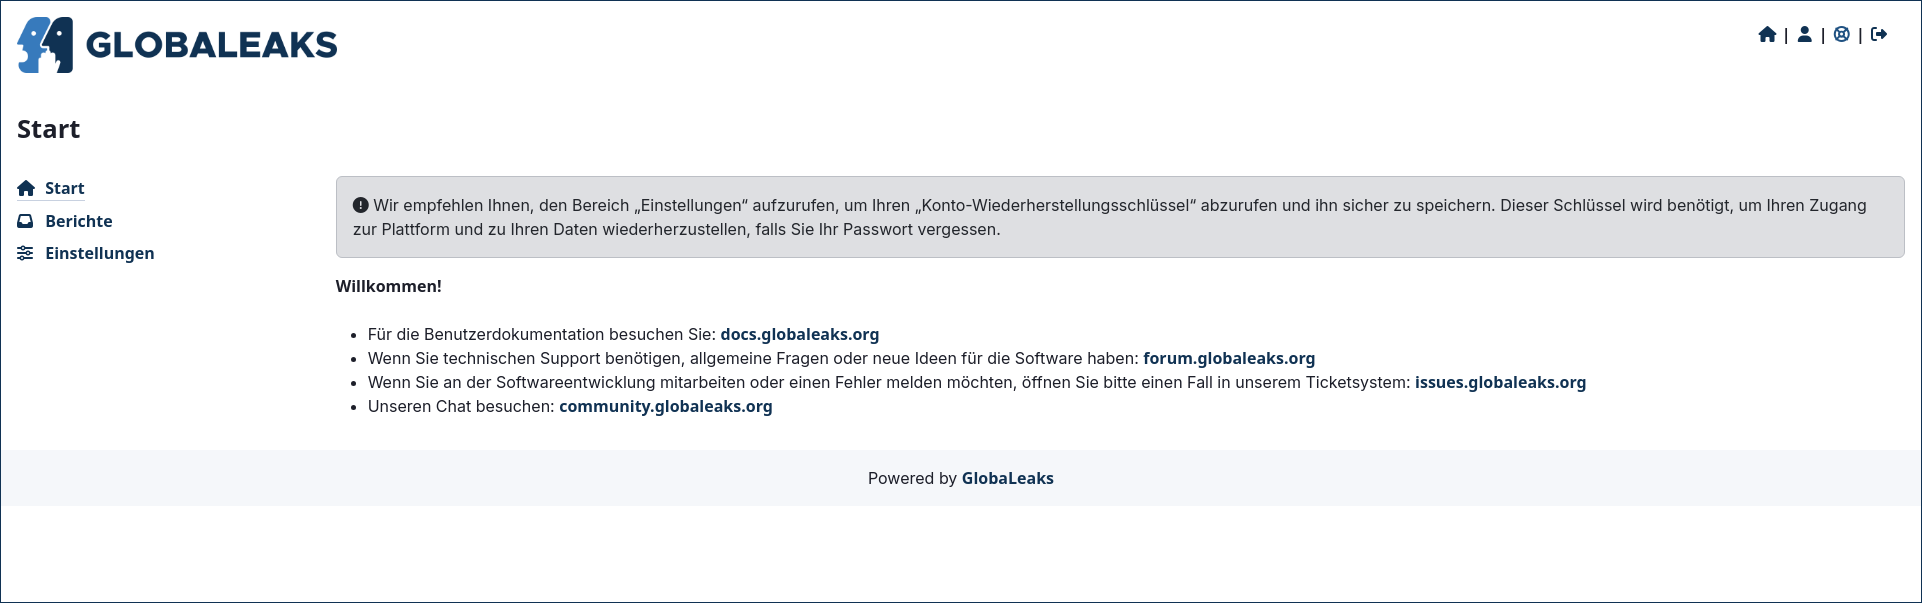 GLOBALEAKS
| | |
Start
Start
Berichte
Einstellungen
Wir empfehlen Ihnen, den Bereich „Einstellungen“ aufzurufen, um Ihren „Konto-Wiederherstellungsschlüssel“ abzurufen und ihn sicher zu speichern. Dieser Schlüssel wird benötigt, um Ihren Zugang
zur Plattform und zu Ihren Daten wiederherzustellen, falls Sie Ihr Passwort vergessen.
Willkommen!
• Für die Benutzerdokumentation besuchen Sie: docs.globaleaks.org
• Wenn Sie technischen Support benötigen, allgemeine Fragen oder neue Ideen für die Software haben: forum.globaleaks.org
• Wenn Sie an der Softwareentwicklung mitarbeiten oder einen Fehler melden möchten, öffnen Sie bitte einen Fall in unserem Ticketsystem: issues.globaleaks.org
• Unseren Chat besuchen: community.globaleaks.org
Powered by GlobaLeaks